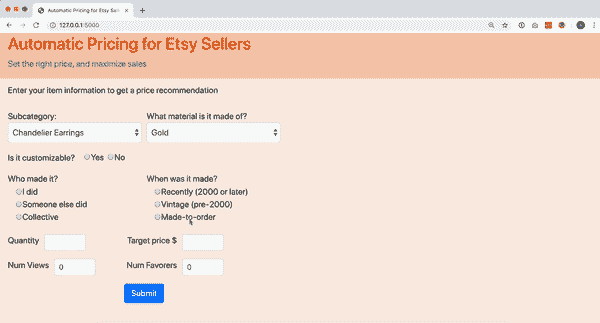 Automatic Pricing for Etsy Sell
127.0.0.1:5000
Automatic Pricing for Etsy Sellers
Set the right price, and maximize sales
Enter your item information to get a price recommendation
Subcategory: What material is it made of?
Chandelier Earrings Gold
Is it customizable? Yes No
Who made it? When was it made?
I did Recently (2000 or later)
Someone else did Vintage (pre-2000)
Collective Made-to-order
Quantity Target price $
Num Views 0 Num Favorers 0
Submit